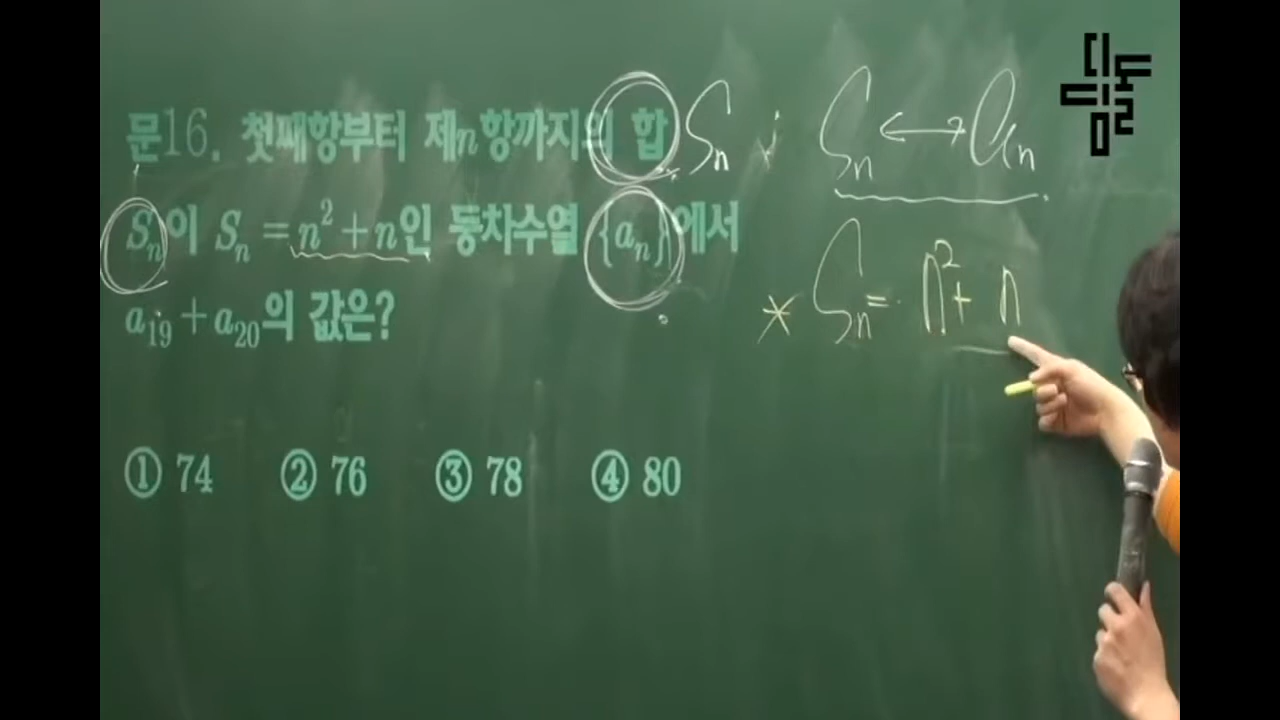 문16. 첫째항부터 제n항까지의 합 Sₙ
Sₙ이 Sₙ = n² + n인 등차수열 {aₙ}에서
a₁₉ + a₂₀의 값은?
① 74 ② 76 ③ 78 ④ 80
Sₙ ↔ aₙ
* Sₙ = n² + n